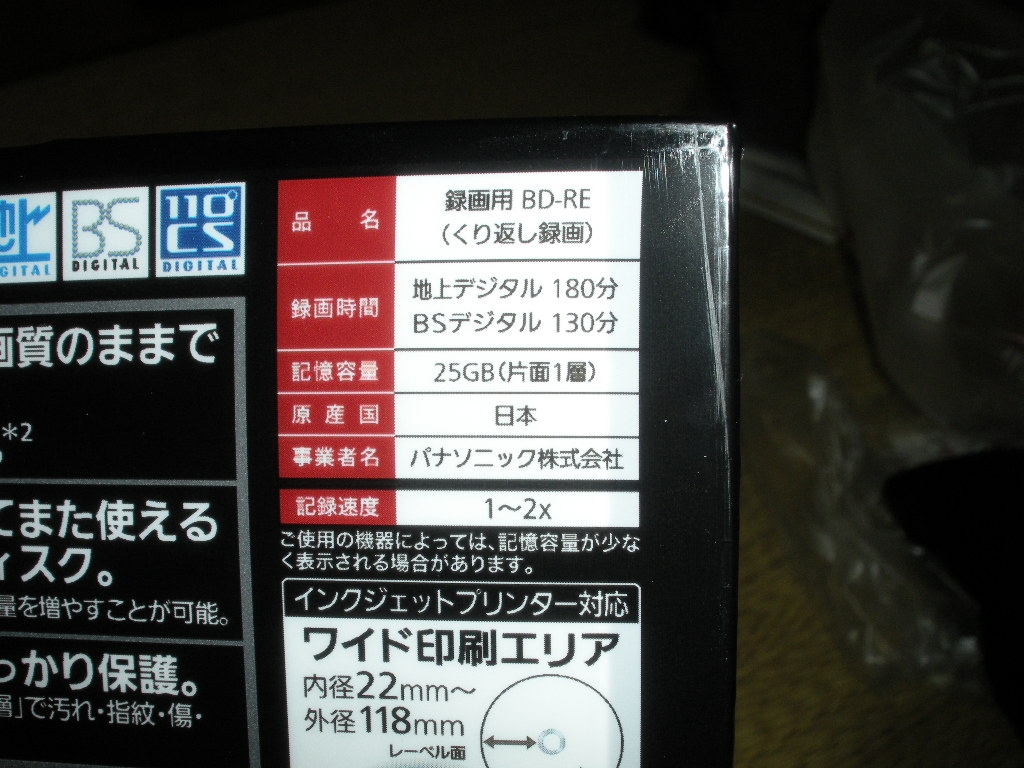 地
DIGITAL
BS
DIGITAL
110°
CS
DIGITAL
画質のままで
*2
てまた使える
ィスク。
量を増やすことが可能。
っかり保護。
層」で汚れ・指紋・傷・
品名 録画用 BD-RE
(くり返し録画)
録画時間 地上デジタル 180分
BSデジタル 130分
記憶容量 25GB(片面1層)
原産国 日本
事業者名 パナソニック株式会社
記録速度 1～2x
ご使用の機器によっては、記憶容量が少な
く表示される場合があります。
インクジェットプリンター対応
ワイド印刷エリア
内径22mm～
外径118mm
レーベル面